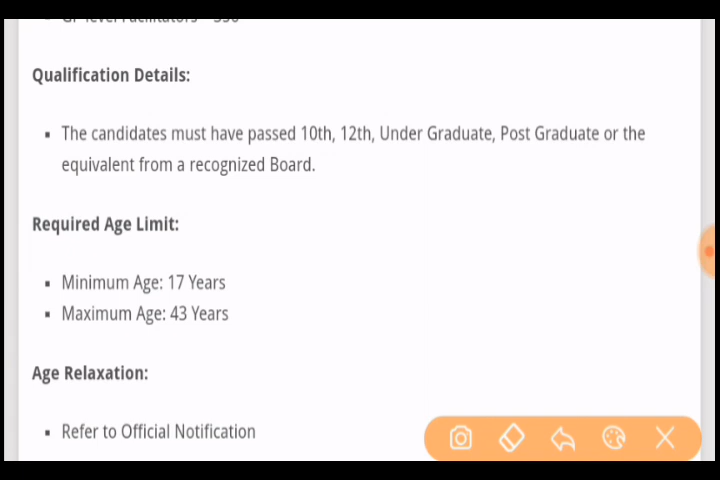 Qualification Details:
▪ The candidates must have passed 10th, 12th, Under Graduate, Post Graduate or the
equivalent from a recognized Board.
Required Age Limit:
▪ Minimum Age: 17 Years
▪ Maximum Age: 43 Years
Age Relaxation:
▪ Refer to Official Notification